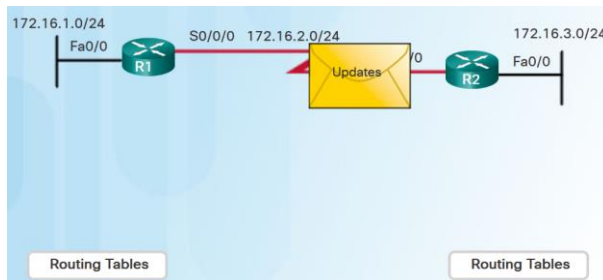 172.16.1.0/24
172.16.3.0/24
S0/0/0
172.16.2.0/24
Fa0/0
R1
Updates
/0
R2
Fa0/0
Routing Tables
Routing Tables